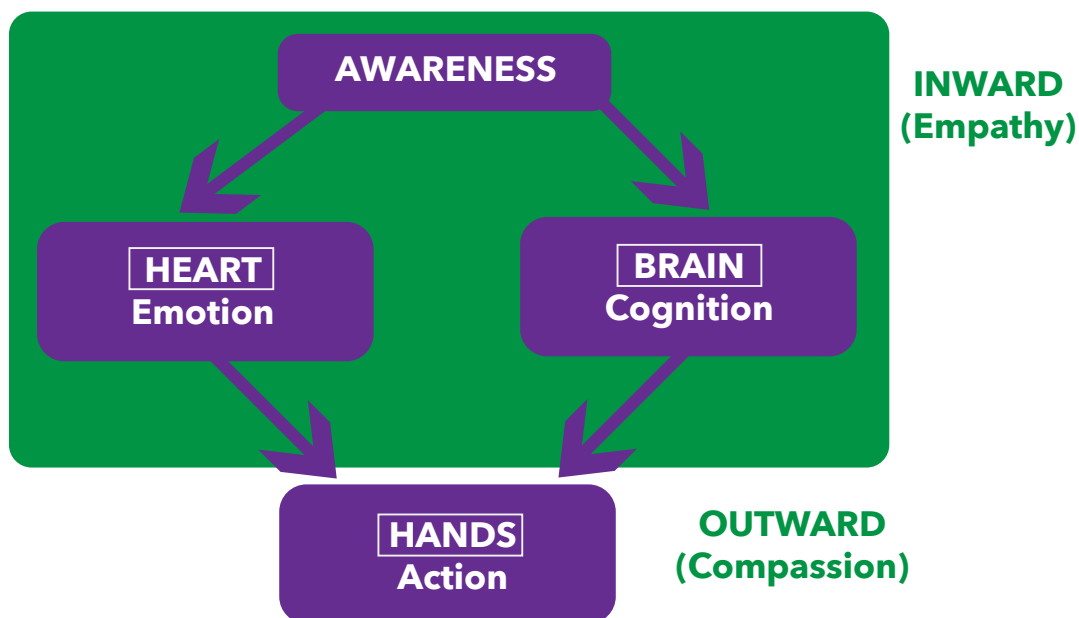 AWARENESS
INWARD
(Empathy)
HEART
Emotion
BRAIN
Cognition
HANDS
Action
OUTWARD
(Compassion)